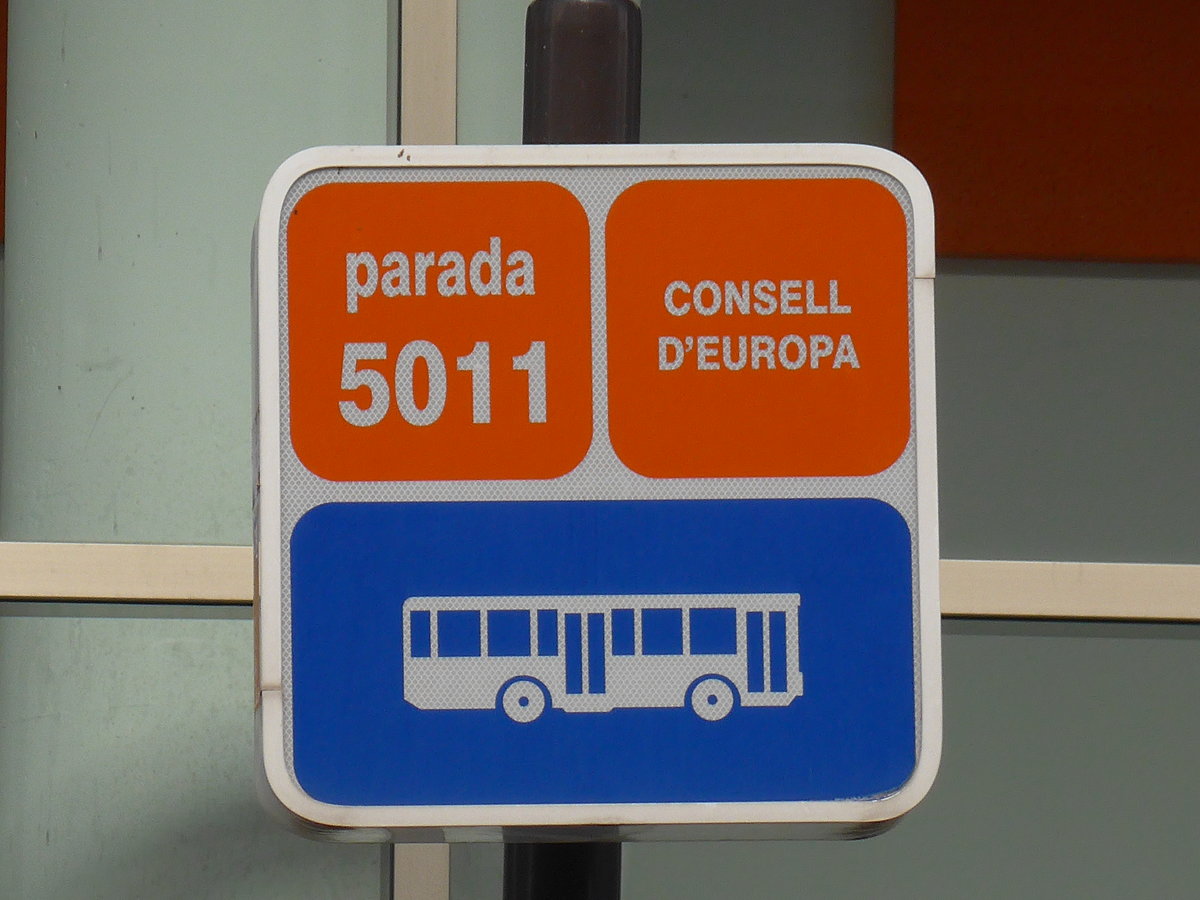 parada
5011
CONSELL
D'EUROPA